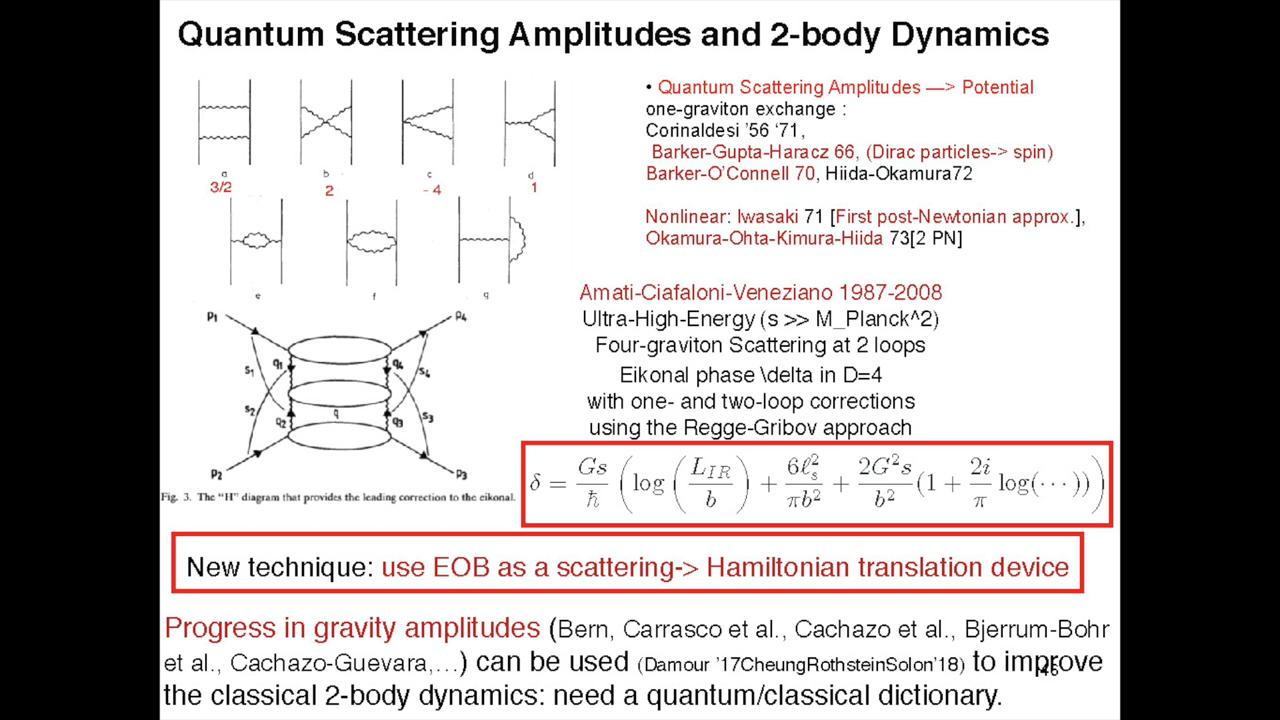 Quantum Scattering Amplitudes and 2-body Dynamics
a b c d
3/2 2 - 4 1
e f g
• Quantum Scattering Amplitudes —> Potential
one-graviton exchange :
Corinaldesi ’56 ‘71,
Barker-Gupta-Haracz 66, (Dirac particles-> spin)
Barker-O’Connell 70, Hiida-Okamura72
Nonlinear: Iwasaki 71 [First post-Newtonian approx.],
Okamura-Ohta-Kimura-Hiida 73[2 PN]
Amati-Ciafaloni-Veneziano 1987-2008
Ultra-High-Energy (s >> M_Planck^2)
Four-graviton Scattering at 2 loops
Eikonal phase \delta in D=4
with one- and two-loop corrections
using the Regge-Gribov approach
p1 p4
q1 q4
s1 s4
s2 q s3
q2 q3
p2 p3
Fig. 3. The “H” diagram that provides the leading correction to the eikonal.
δ = Gs/ħ (log(L_IR/b) + 6ℓ_s^2/πb^2 + 2G^2s/b^2 (1 + 2i/π log(···)))
New technique: use EOB as a scattering-> Hamiltonian translation device
Progress in gravity amplitudes (Bern, Carrasco et al., Cachazo et al., Bjerrum-Bohr
et al., Cachazo-Guevara,…) can be used (Damour ’17CheungRothsteinSolon’18) to improve
the classical 2-body dynamics: need a quantum/classical dictionary.